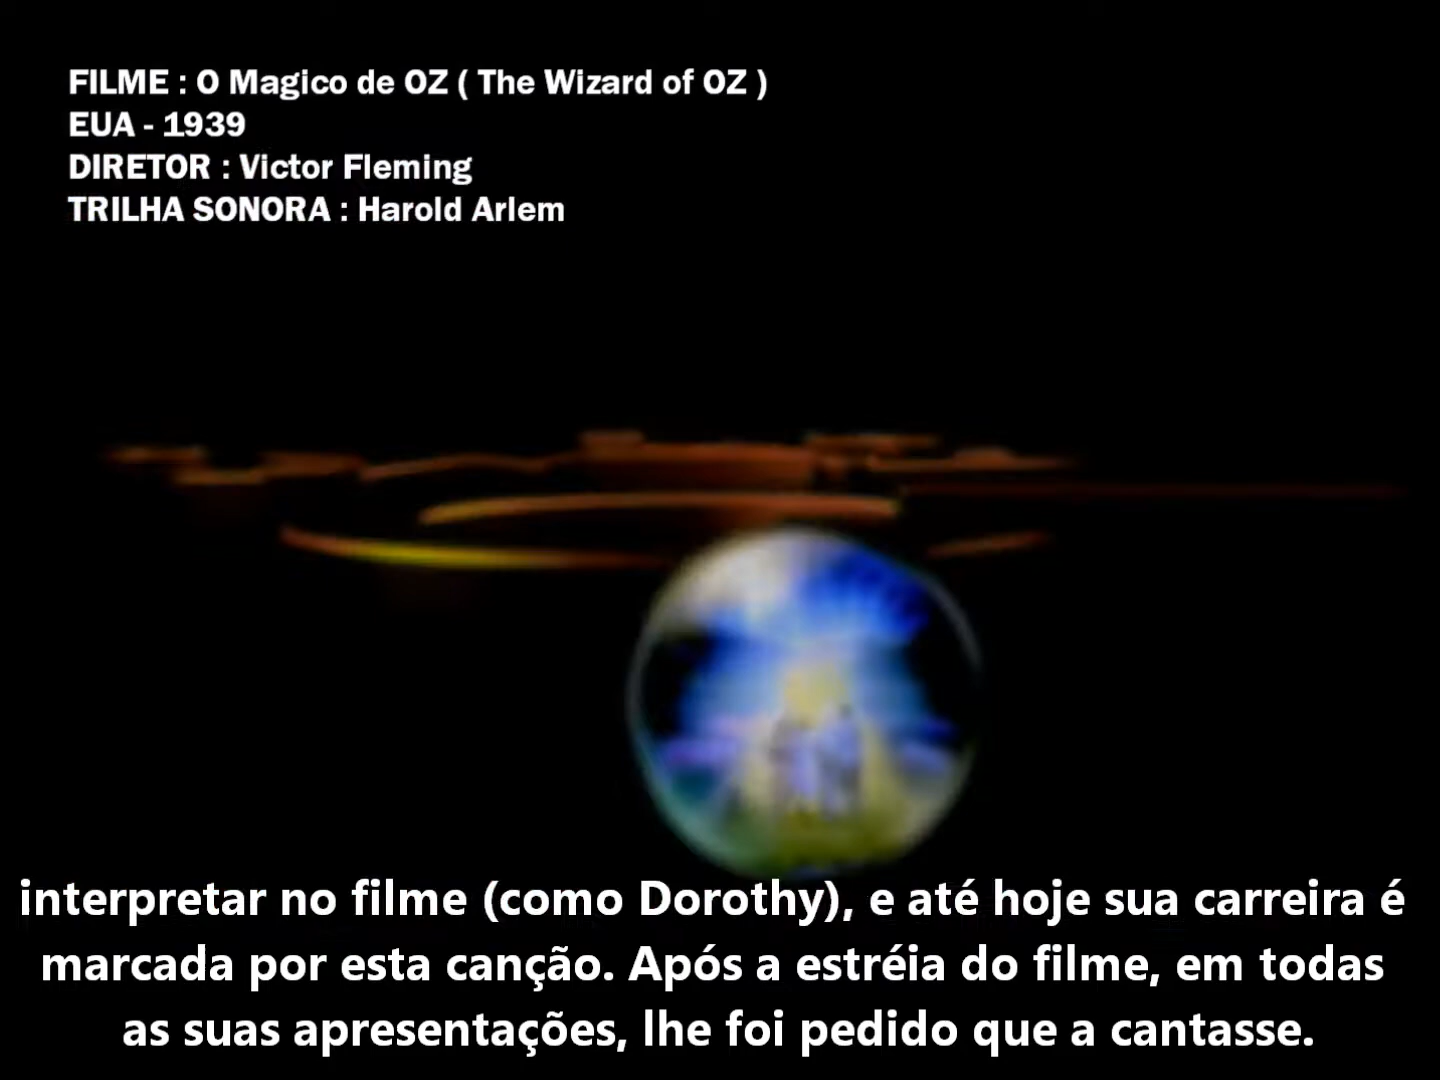 FILME : O Magico de OZ ( The Wizard of OZ )
EUA - 1939
DIRETOR : Victor Fleming
TRILHA SONORA : Harold Arlem
interpretar no filme (como Dorothy), e até hoje sua carreira é
marcada por esta canção. Após a estréia do filme, em todas
as suas apresentações, lhe foi pedido que a cantasse.